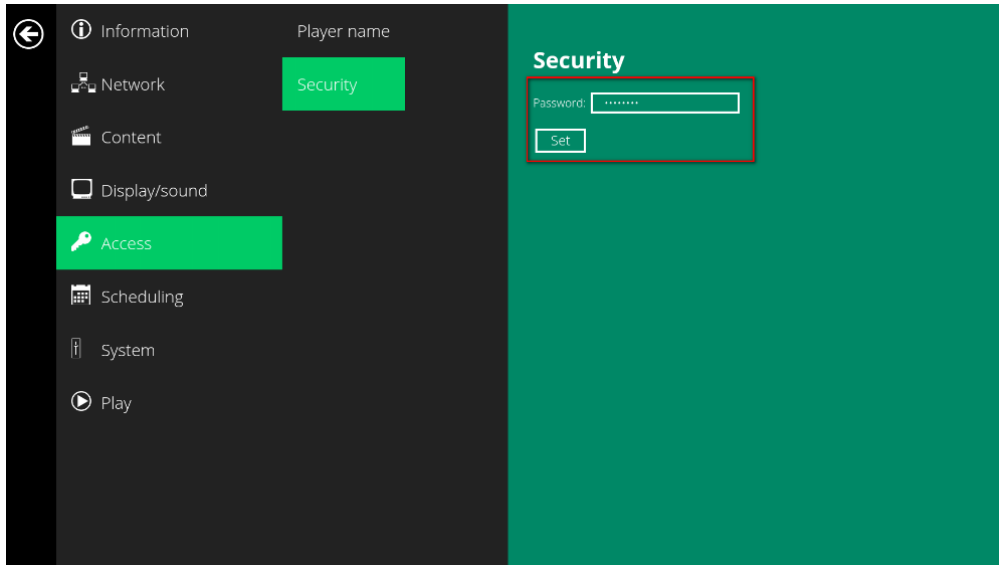 Information
Network
Content
Display/sound
Access
Scheduling
System
Play
Player name
Security
Security
Password: ········
Set